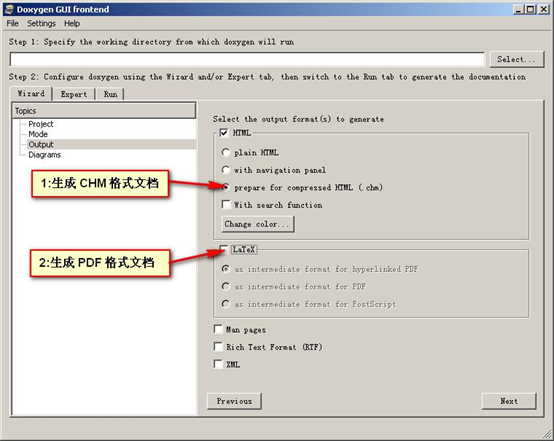 Doxygen GUI frontend
File Settings Help
Step 1: Specify the working directory from which doxygen will run
Select...
Step 2: Configure doxygen using the Wizard and/or Expert tab, then switch to the Run tab to generate the documentation
Wizard Expert Run
Topics
Project
Mode
Output
Diagrams
Select the output format(s) to generate
HTML
plain HTML
with navigation panel
prepare for compressed HTML (.chm)
With search function
Change color...
1:生成 CHM 格式文档
LaTeX
as intermediate format for hyperlinked PDF
as intermediate format for PDF
as intermediate format for PostScript
2:生成 PDF 格式文档
Man pages
Rich Text Format (RTF)
XML
Previous Next